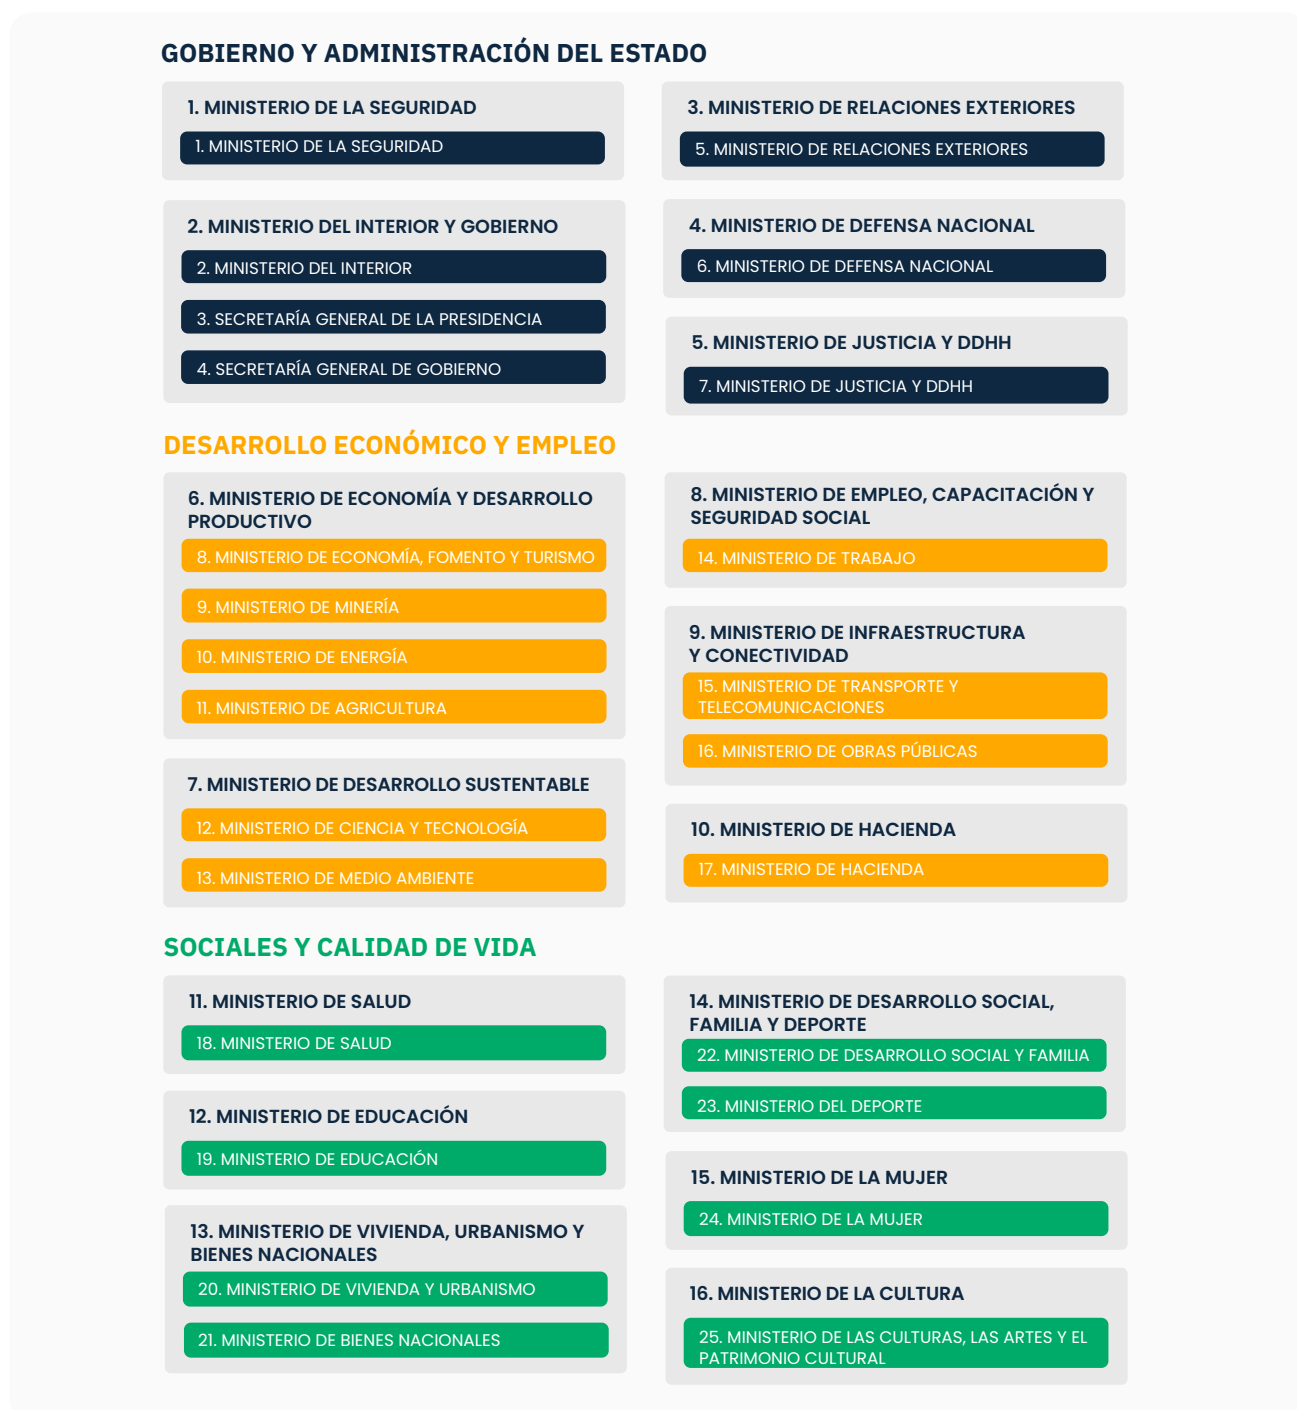 GOBIERNO Y ADMINISTRACIÓN DEL ESTADO
1. MINISTERIO DE LA SEGURIDAD
1. MINISTERIO DE LA SEGURIDAD
2. MINISTERIO DEL INTERIOR Y GOBIERNO
2. MINISTERIO DEL INTERIOR
3. SECRETARÍA GENERAL DE LA PRESIDENCIA
4. SECRETARÍA GENERAL DE GOBIERNO
3. MINISTERIO DE RELACIONES EXTERIORES
5. MINISTERIO DE RELACIONES EXTERIORES
4. MINISTERIO DE DEFENSA NACIONAL
6. MINISTERIO DE DEFENSA NACIONAL
5. MINISTERIO DE JUSTICIA Y DDHH
7. MINISTERIO DE JUSTICIA Y DDHH
DESARROLLO ECONÓMICO Y EMPLEO
6. MINISTERIO DE ECONOMÍA Y DESARROLLO
PRODUCTIVO
8. MINISTERIO DE ECONOMÍA, FOMENTO Y TURISMO
9. MINISTERIO DE MINERÍA
10. MINISTERIO DE ENERGÍA
11. MINISTERIO DE AGRICULTURA
7. MINISTERIO DE DESARROLLO SUSTENTABLE
12. MINISTERIO DE CIENCIA Y TECNOLOGÍA
13. MINISTERIO DE MEDIO AMBIENTE
8. MINISTERIO DE EMPLEO, CAPACITACIÓN Y
SEGURIDAD SOCIAL
14. MINISTERIO DE TRABAJO
9. MINISTERIO DE INFRAESTRUCTURA
Y CONECTIVIDAD
15. MINISTERIO DE TRANSPORTE Y
TELECOMUNICACIONES
16. MINISTERIO DE OBRAS PÚBLICAS
10. MINISTERIO DE HACIENDA
17. MINISTERIO DE HACIENDA
SOCIALES Y CALIDAD DE VIDA
11. MINISTERIO DE SALUD
18. MINISTERIO DE SALUD
12. MINISTERIO DE EDUCACIÓN
19. MINISTERIO DE EDUCACIÓN
13. MINISTERIO DE VIVIENDA, URBANISMO Y
BIENES NACIONALES
20. MINISTERIO DE VIVIENDA Y URBANISMO
21. MINISTERIO DE BIENES NACIONALES
14. MINISTERIO DE DESARROLLO SOCIAL,
FAMILIA Y DEPORTE
22. MINISTERIO DE DESARROLLO SOCIAL Y FAMILIA
23. MINISTERIO DEL DEPORTE
15. MINISTERIO DE LA MUJER
24. MINISTERIO DE LA MUJER
16. MINISTERIO DE LA CULTURA
25. MINISTERIO DE LAS CULTURAS, LAS ARTES Y EL
PATRIMONIO CULTURAL